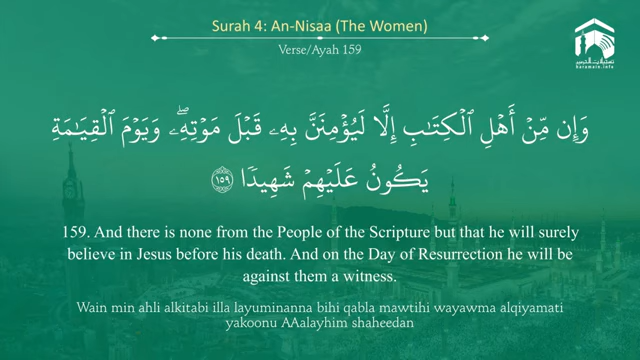 Surah 4: An-Nisaa (The Women)
Verse/Ayah 159
haramain.info
وَإِن مِّنْ أَهْلِ ٱلْكِتَـٰبِ إِلَّا لَيُؤْمِنَنَّ بِهِۦ قَبْلَ مَوْتِهِۦ ۖ وَيَوْمَ ٱلْقِيَـٰمَةِ
يَكُونُ عَلَيْهِمْ شَهِيدًا ١٥٩
159. And there is none from the People of the Scripture but that he will surely
believe in Jesus before his death. And on the Day of Resurrection he will be
against them a witness.
Wain min ahli alkitabi illa layuminanna bihi qabla mawtihi wayawma alqiyamati
yakoonu AAalayhim shaheedan